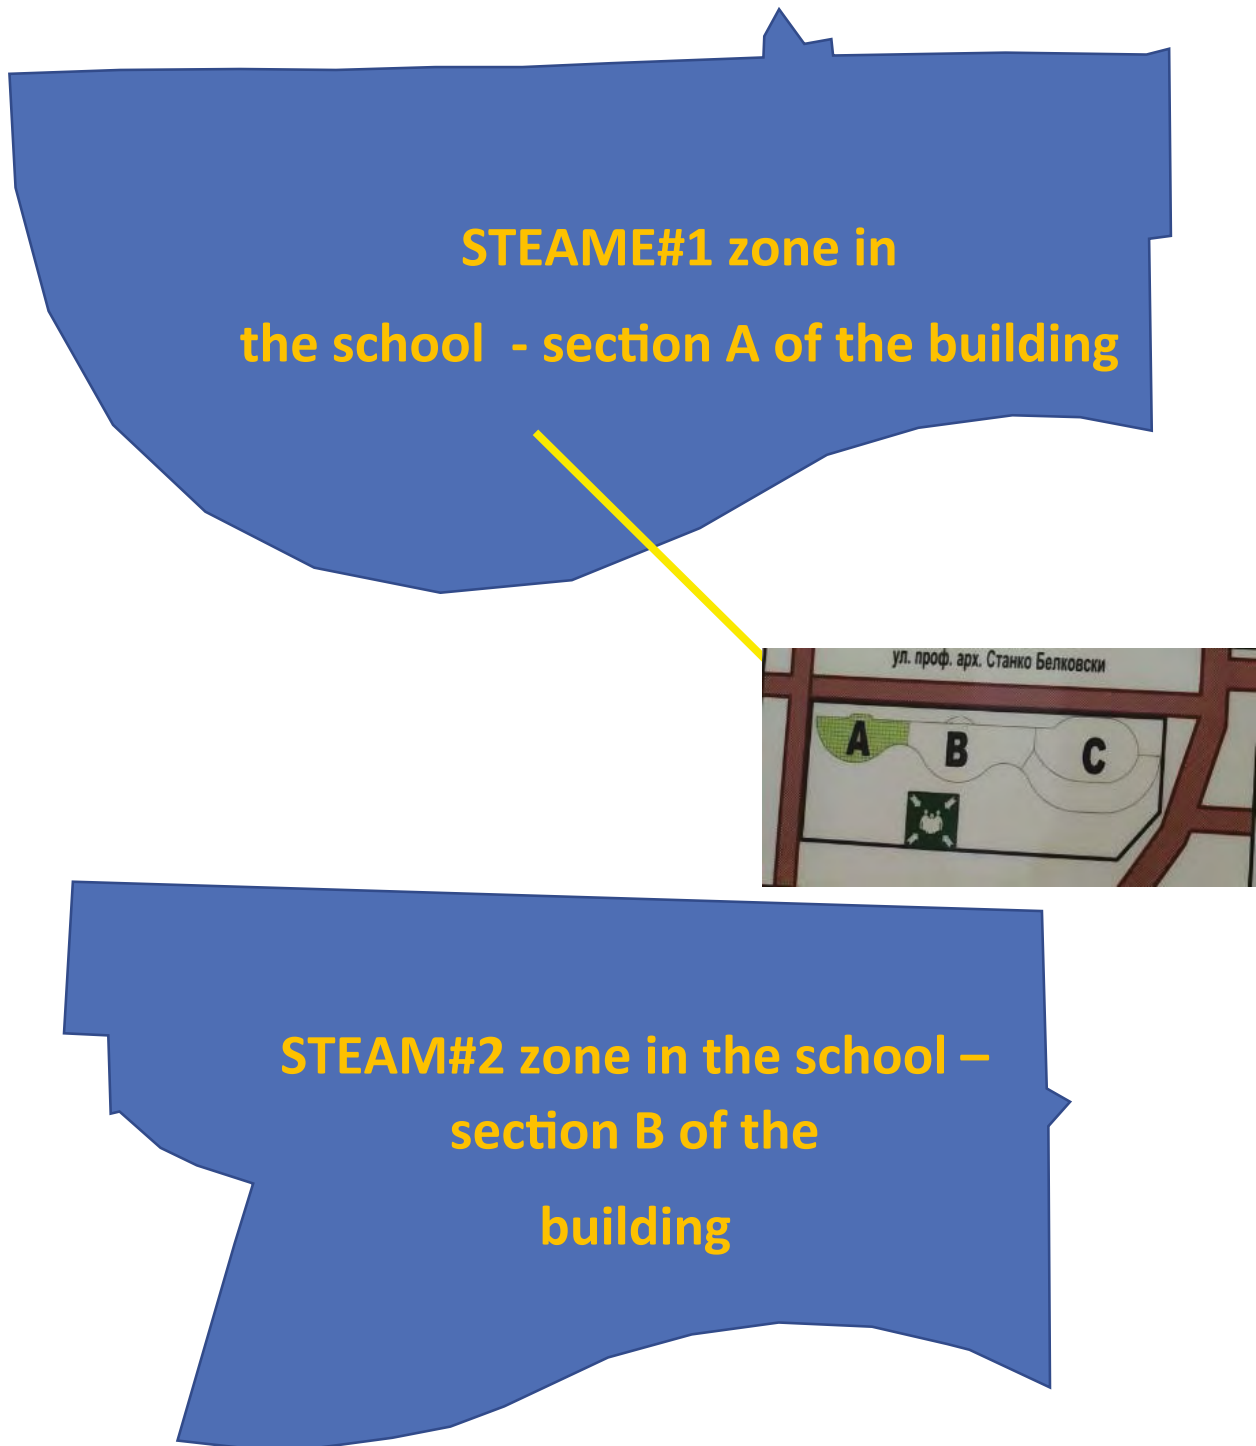 STEAME#1 zone in
the school - section A of the building
ул. проф. арх. Станко Белковски
A
B
C
STEAM#2 zone in the school –
section B of the
building